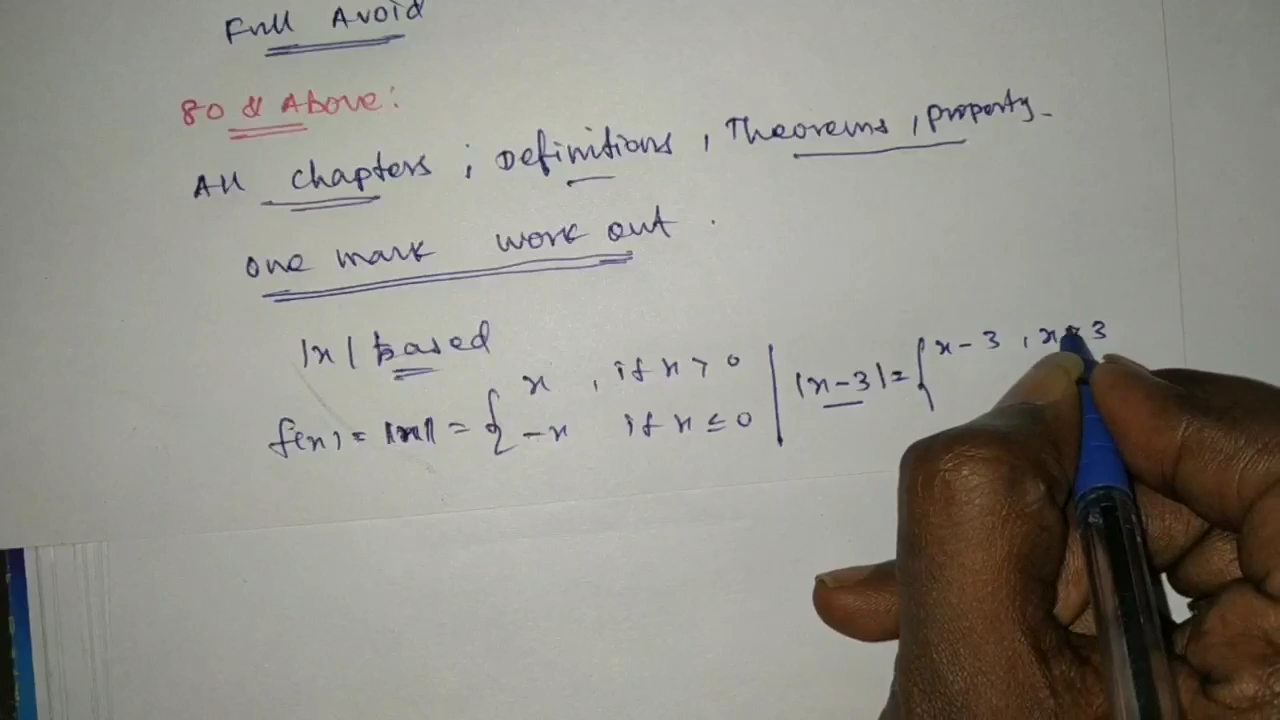 Full Avoid
80 & Above:
All chapters ; Definitions , Theorems , property
one mark work out .
|x| based
f(x) = |x| = { x , if x > 0
-x if x ≤ 0
|x-3| = { x-3 , x 3